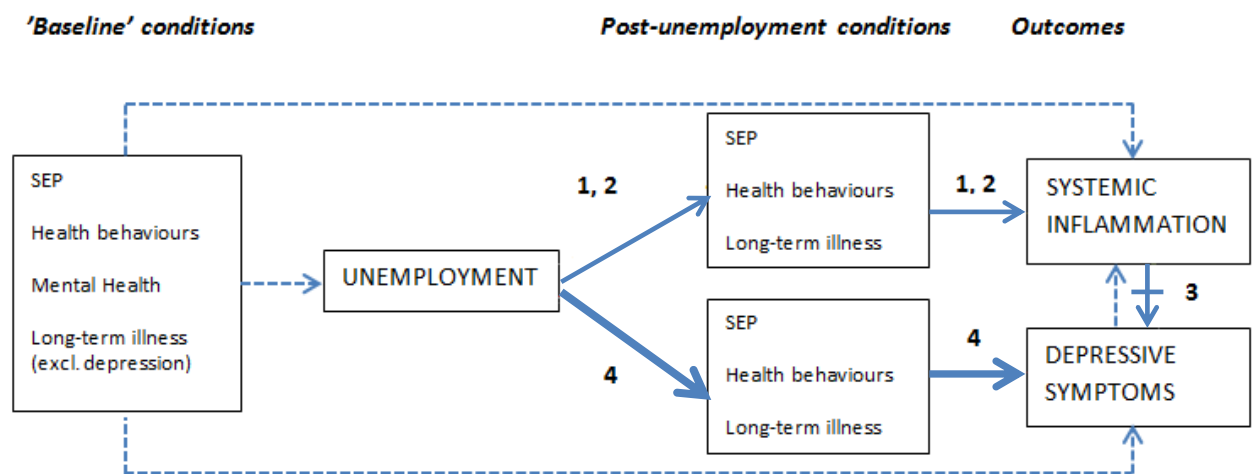 ’Baseline’ conditions
Post-unemployment conditions
Outcomes
SEP
Health behaviours
Mental Health
Long-term illness
(excl. depression)
UNEMPLOYMENT
1, 2
4
SEP
Health behaviours
Long-term illness
SEP
Health behaviours
Long-term illness
1, 2
4
SYSTEMIC
INFLAMMATION
3
DEPRESSIVE
SYMPTOMS